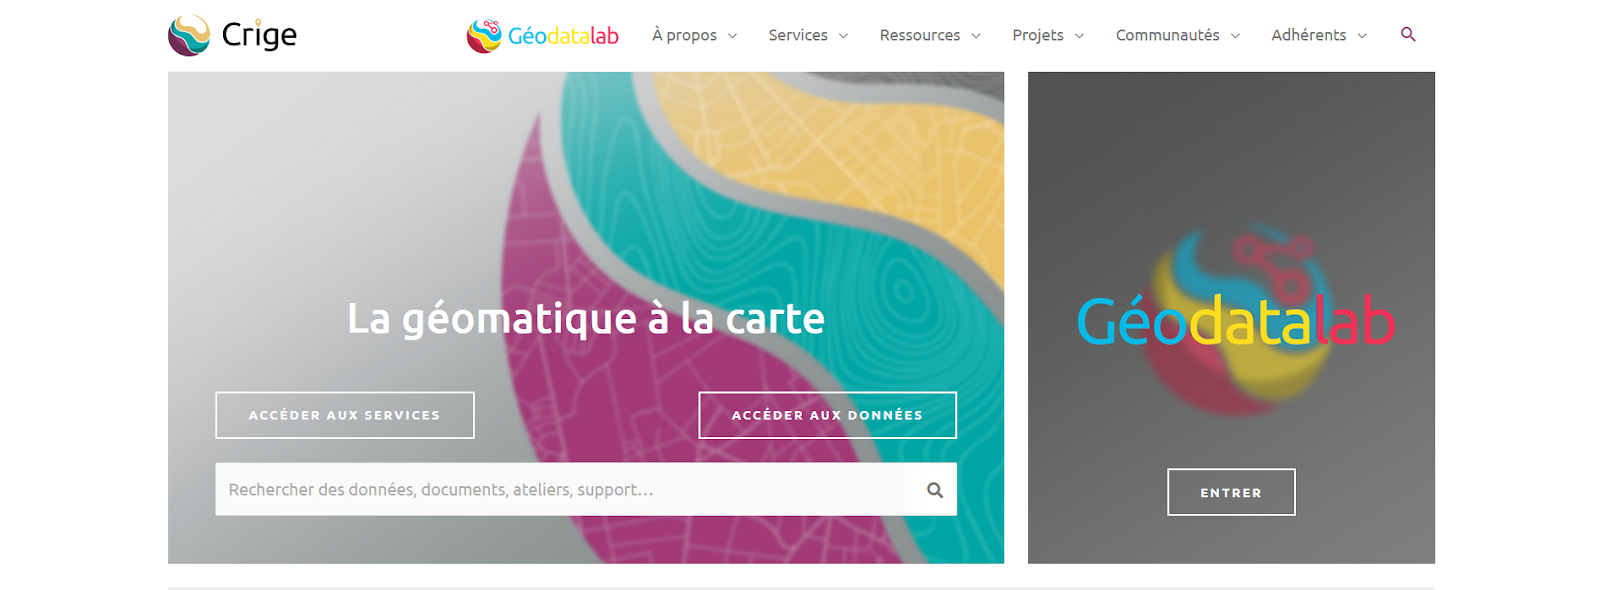 Crige
Géodatalab
À propos
Services
Ressources
Projets
Communautés
Adhérents
La géomatique à la carte
ACCÉDER AUX SERVICES
ACCÉDER AUX DONNÉES
Rechercher des données, documents, ateliers, support...
Géodatalab
ENTRER